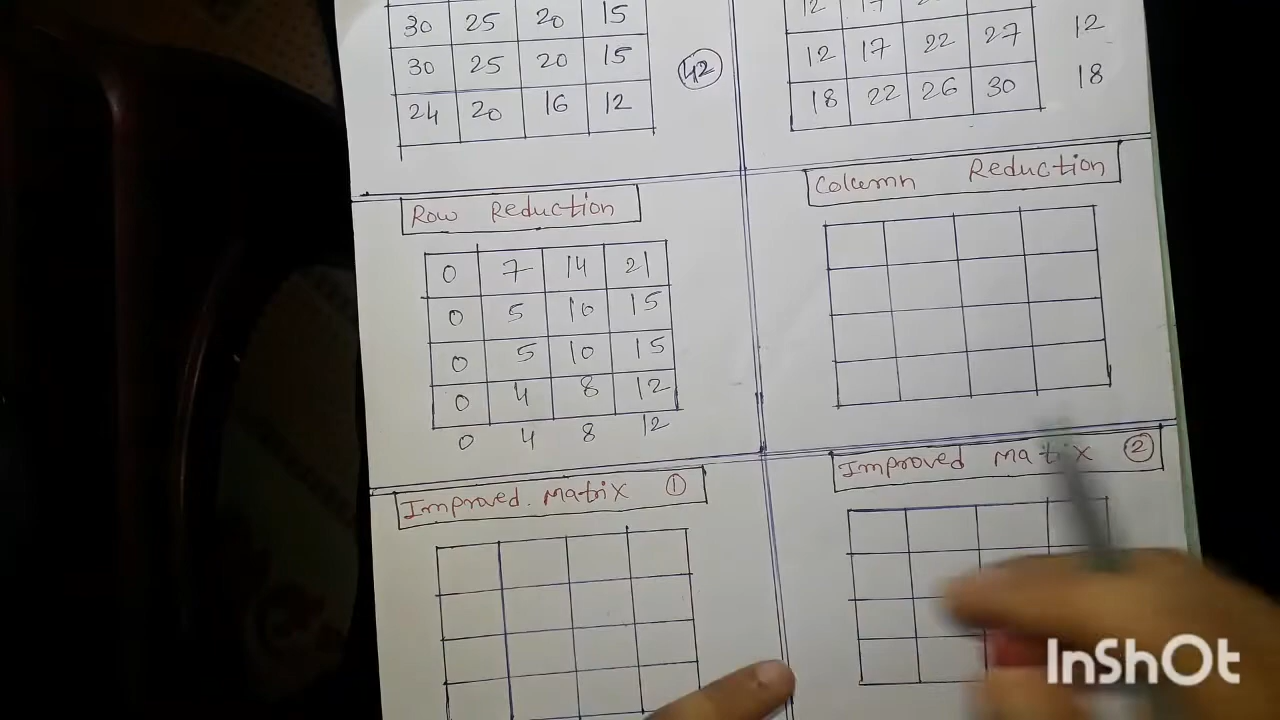 30 25 20 15
30 25 20 15
24 20 16 12
42
12 17
12 17 22 27 12
18 22 26 30 18
Row Reduction
0 7 14 21
0 5 10 15
0 5 10 15
0 4 8 12
0 4 8 12
Column Reduction
Improved Matrix 1
Improved Matrix 2
InShOt